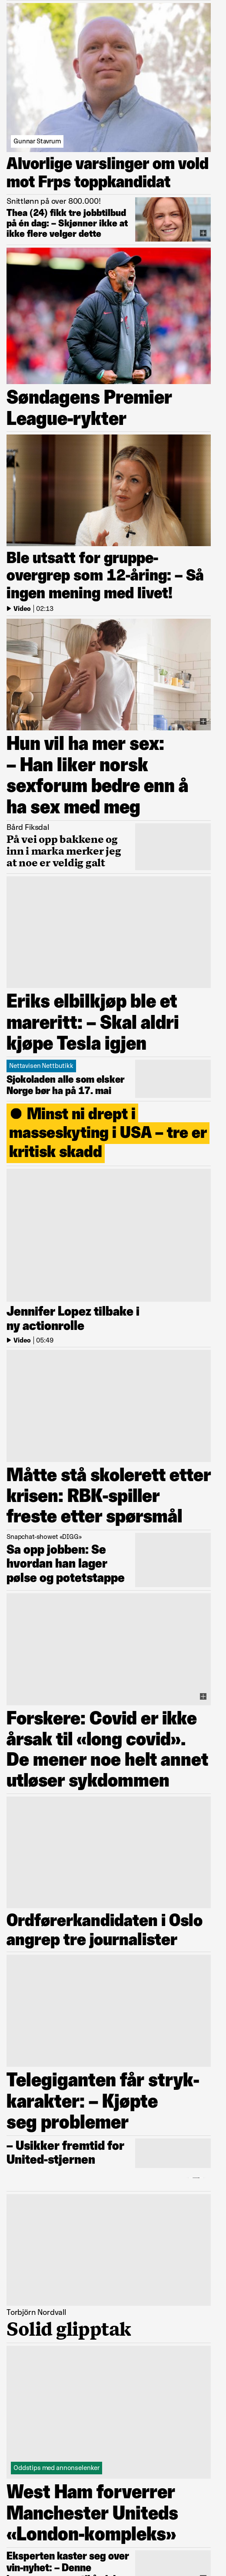 Gunnar Stavrum
Alvorlige varslinger om vold
mot Frps toppkandidat
Snittlønn på over 800.000!
Thea (24) fikk tre jobbtilbud
på én dag: – Skjønner ikke at
ikke flere velger dette
Søndagens Premier
League-rykter
Ble utsatt for gruppe-
overgrep som 12-åring: – Så
ingen mening med livet!
Video | 02:13
Hun vil ha mer sex:
– Han liker norsk
sexforum bedre enn å
ha sex med meg
Bård Fiksdal
På vei opp bakkene og
inn i marka merker jeg
at noe er veldig galt
Eriks elbilkjøp ble et
mareritt: – Skal aldri
kjøpe Tesla igjen
Nettavisen Nettbutikk
Sjokoladen alle som elsker
Norge bør ha på 17. mai
● Minst ni drept i
masseskyting i USA – tre er
kritisk skadd
Jennifer Lopez tilbake i
ny actionrolle
Video | 05:49
Måtte stå skolerett etter
krisen: RBK-spiller
freste etter spørsmål
Snapchat-showet «DIGG»
Sa opp jobben: Se
hvordan han lager
pølse og potetstappe
Forskere: Covid er ikke
årsak til «long covid».
De mener noe helt annet
utløser sykdommen
Ordførerkandidaten i Oslo
angrep tre journalister
Telegiganten får stryk-
karakter: – Kjøpte
seg problemer
– Usikker fremtid for
United-stjernen
Torbjörn Nordvall
Solid glipptak
Oddstips med annonselenker
West Ham forverrer
Manchester Uniteds
«London-kompleks»
Eksperten kaster seg over
vin-nyhet: – Denne